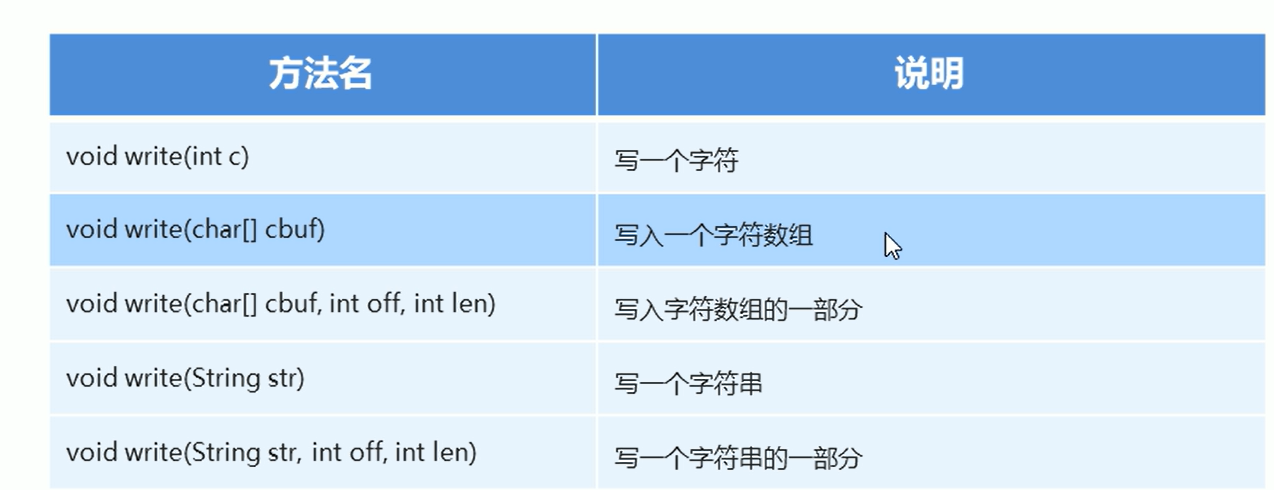 方法名 说明
void write(int c) 写一个字符
void write(char[] cbuf) 写入一个字符数组
void write(char[] cbuf, int off, int len) 写入字符数组的一部分
void write(String str) 写一个字符串
void write(String str, int off, int len) 写一个字符串的一部分